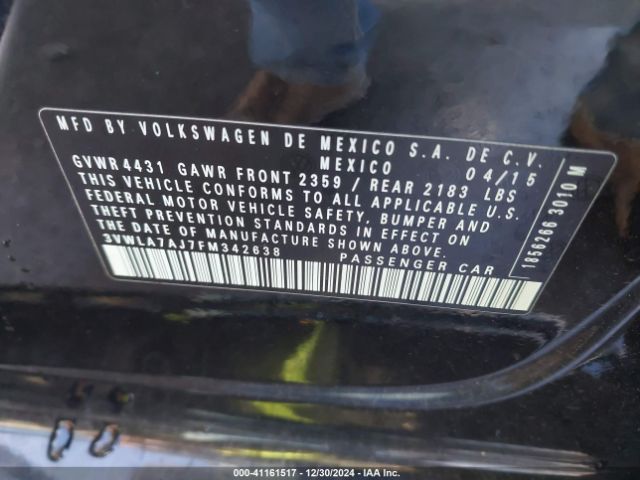 MFD BY VOLKSWAGEN DE MEXICO S.A. DE C.V.
MEXICO 04/15
GVWR 4431 GAWR FRONT 2359 / REAR 2183 LBS
THIS VEHICLE CONFORMS TO ALL APPLICABLE U.S.
FEDERAL MOTOR VEHICLE SAFETY, BUMPER AND
THEFT PREVENTION STANDARDS IN EFFECT ON
THE DATE OF MANUFACTURE SHOWN ABOVE.
3VWLA7AJ7FM342638 PASSENGER CAR
1856266 3010 M
000-41161517 - 12/30/2024 - IAA Inc.